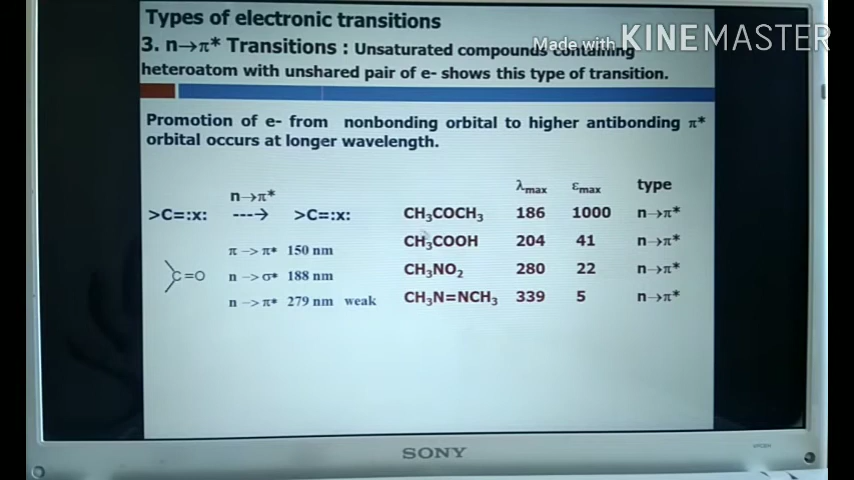 Types of electronic transitions
3. n→π* Transitions : Unsaturated compounds containing
heteroatom with unshared pair of e- shows this type of transition.
Made with KINEMASTER
Promotion of e- from nonbonding orbital to higher antibonding π*
orbital occurs at longer wavelength.
n→π*
>C=:x: ---→ >C=:x:
C=O
π –> π* 150 nm
n –> σ* 188 nm
n –> π* 279 nm weak
λmax εmax type
CH₃COCH₃ 186 1000 n→π*
CH₃COOH 204 41 n→π*
CH₃NO₂ 280 22 n→π*
CH₃N=NCH₃ 339 5 n→π*
SONY